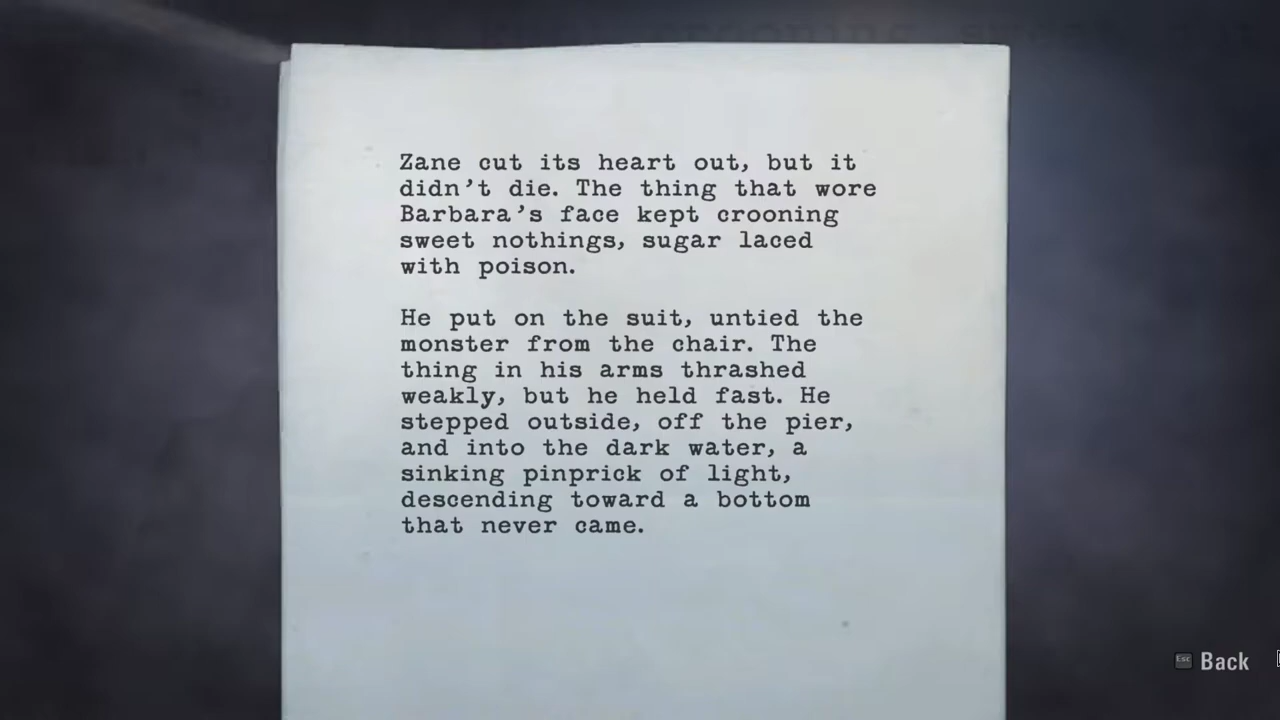 Zane cut its heart out, but it
didn't die. The thing that wore
Barbara's face kept crooning
sweet nothings, sugar laced
with poison.
He put on the suit, untied the
monster from the chair. The
thing in his arms thrashed
weakly, but he held fast. He
stepped outside, off the pier,
and into the dark water, a
sinking pinprick of light,
descending toward a bottom
that never came.
Esc Back